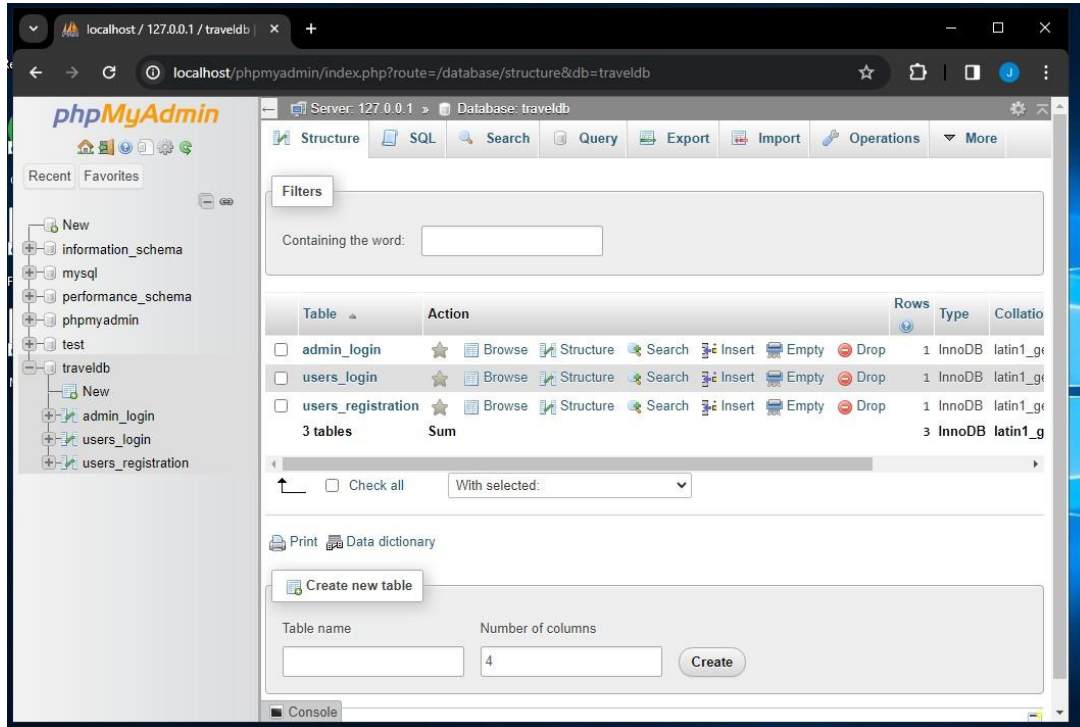 localhost / 127.0.0.1 / traveldb |
localhost/phpmyadmin/index.php?route=/database/structure&db=traveldb
J
phpMyAdmin
Recent Favorites
New
information_schema
mysql
performance_schema
phpmyadmin
test
traveldb
New
admin_login
users_login
users_registration
Server: 127.0.0.1 » Database: traveldb
Structure SQL Search Query Export Import Operations More
Filters
Containing the word:
Table Action Rows Type Collatio
admin_login Browse Structure Search Insert Empty Drop 1 InnoDB latin1_ge
users_login Browse Structure Search Insert Empty Drop 1 InnoDB latin1_ge
users_registration Browse Structure Search Insert Empty Drop 1 InnoDB latin1_ge
3 tables Sum 3 InnoDB latin1_g
Check all With selected:
Print Data dictionary
Create new table
Table name Number of columns
4 Create
Console